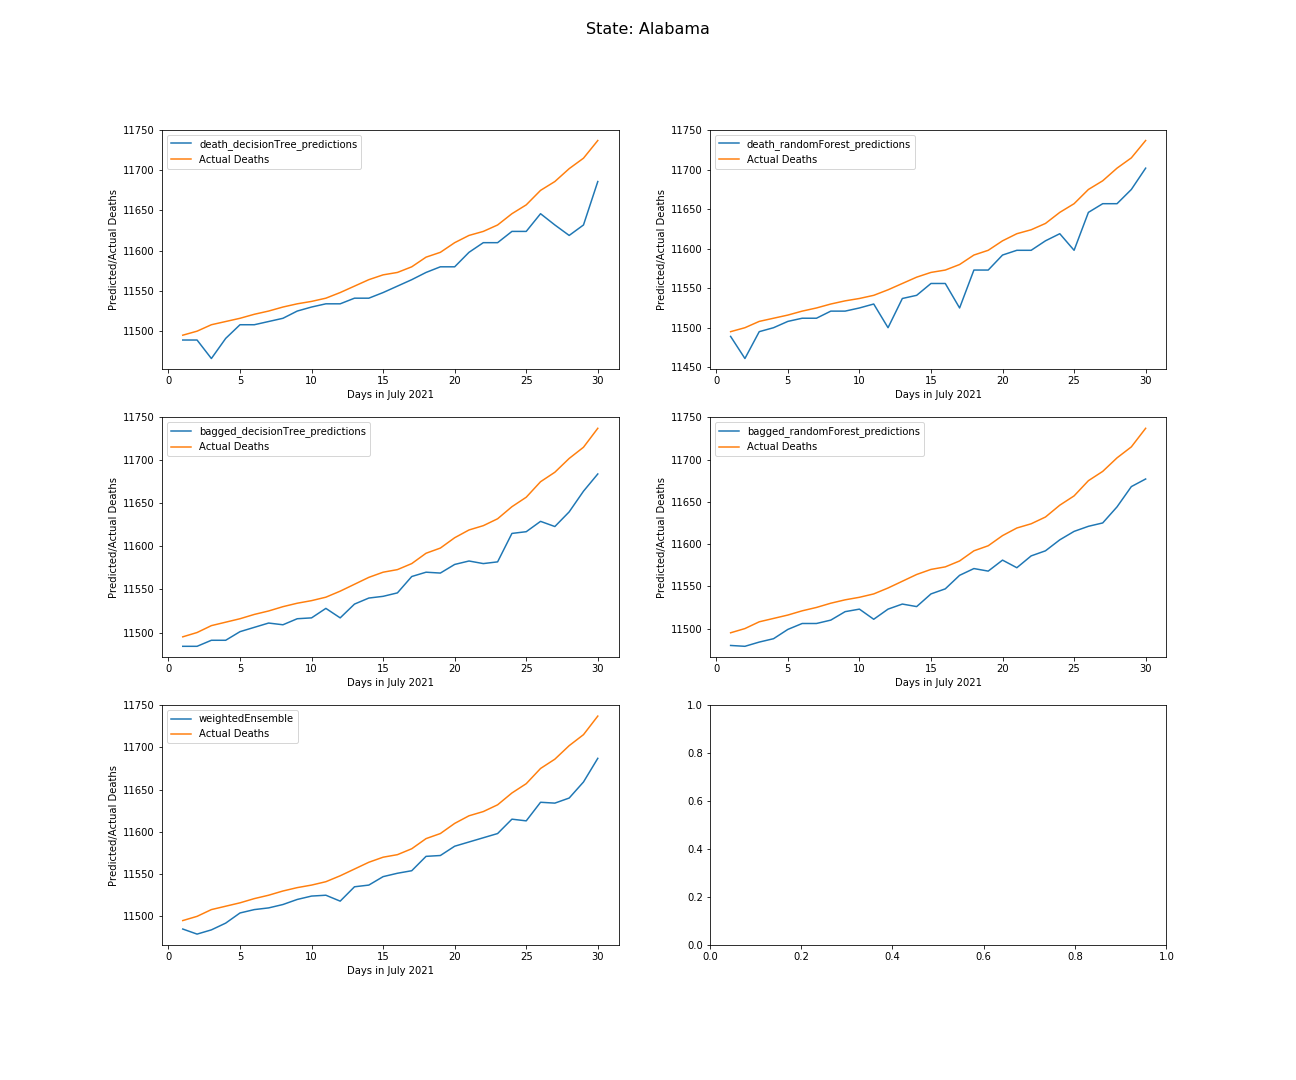 State: Alabama
death_decisionTree_predictions
Actual Deaths
Predicted/Actual Deaths
11750
11700
11650
11600
11550
11500
0 5 10 15 20 25 30
Days in July 2021
death_randomForest_predictions
Actual Deaths
Predicted/Actual Deaths
11750
11700
11650
11600
11550
11500
11450
0 5 10 15 20 25 30
Days in July 2021
bagged_decisionTree_predictions
Actual Deaths
Predicted/Actual Deaths
11750
11700
11650
11600
11550
11500
0 5 10 15 20 25 30
Days in July 2021
bagged_randomForest_predictions
Actual Deaths
Predicted/Actual Deaths
11750
11700
11650
11600
11550
11500
0 5 10 15 20 25 30
Days in July 2021
weightedEnsemble
Actual Deaths
Predicted/Actual Deaths
11750
11700
11650
11600
11550
11500
0 5 10 15 20 25 30
Days in July 2021
1.0
0.8
0.6
0.4
0.2
0.0
0.0 0.2 0.4 0.6 0.8 1.0